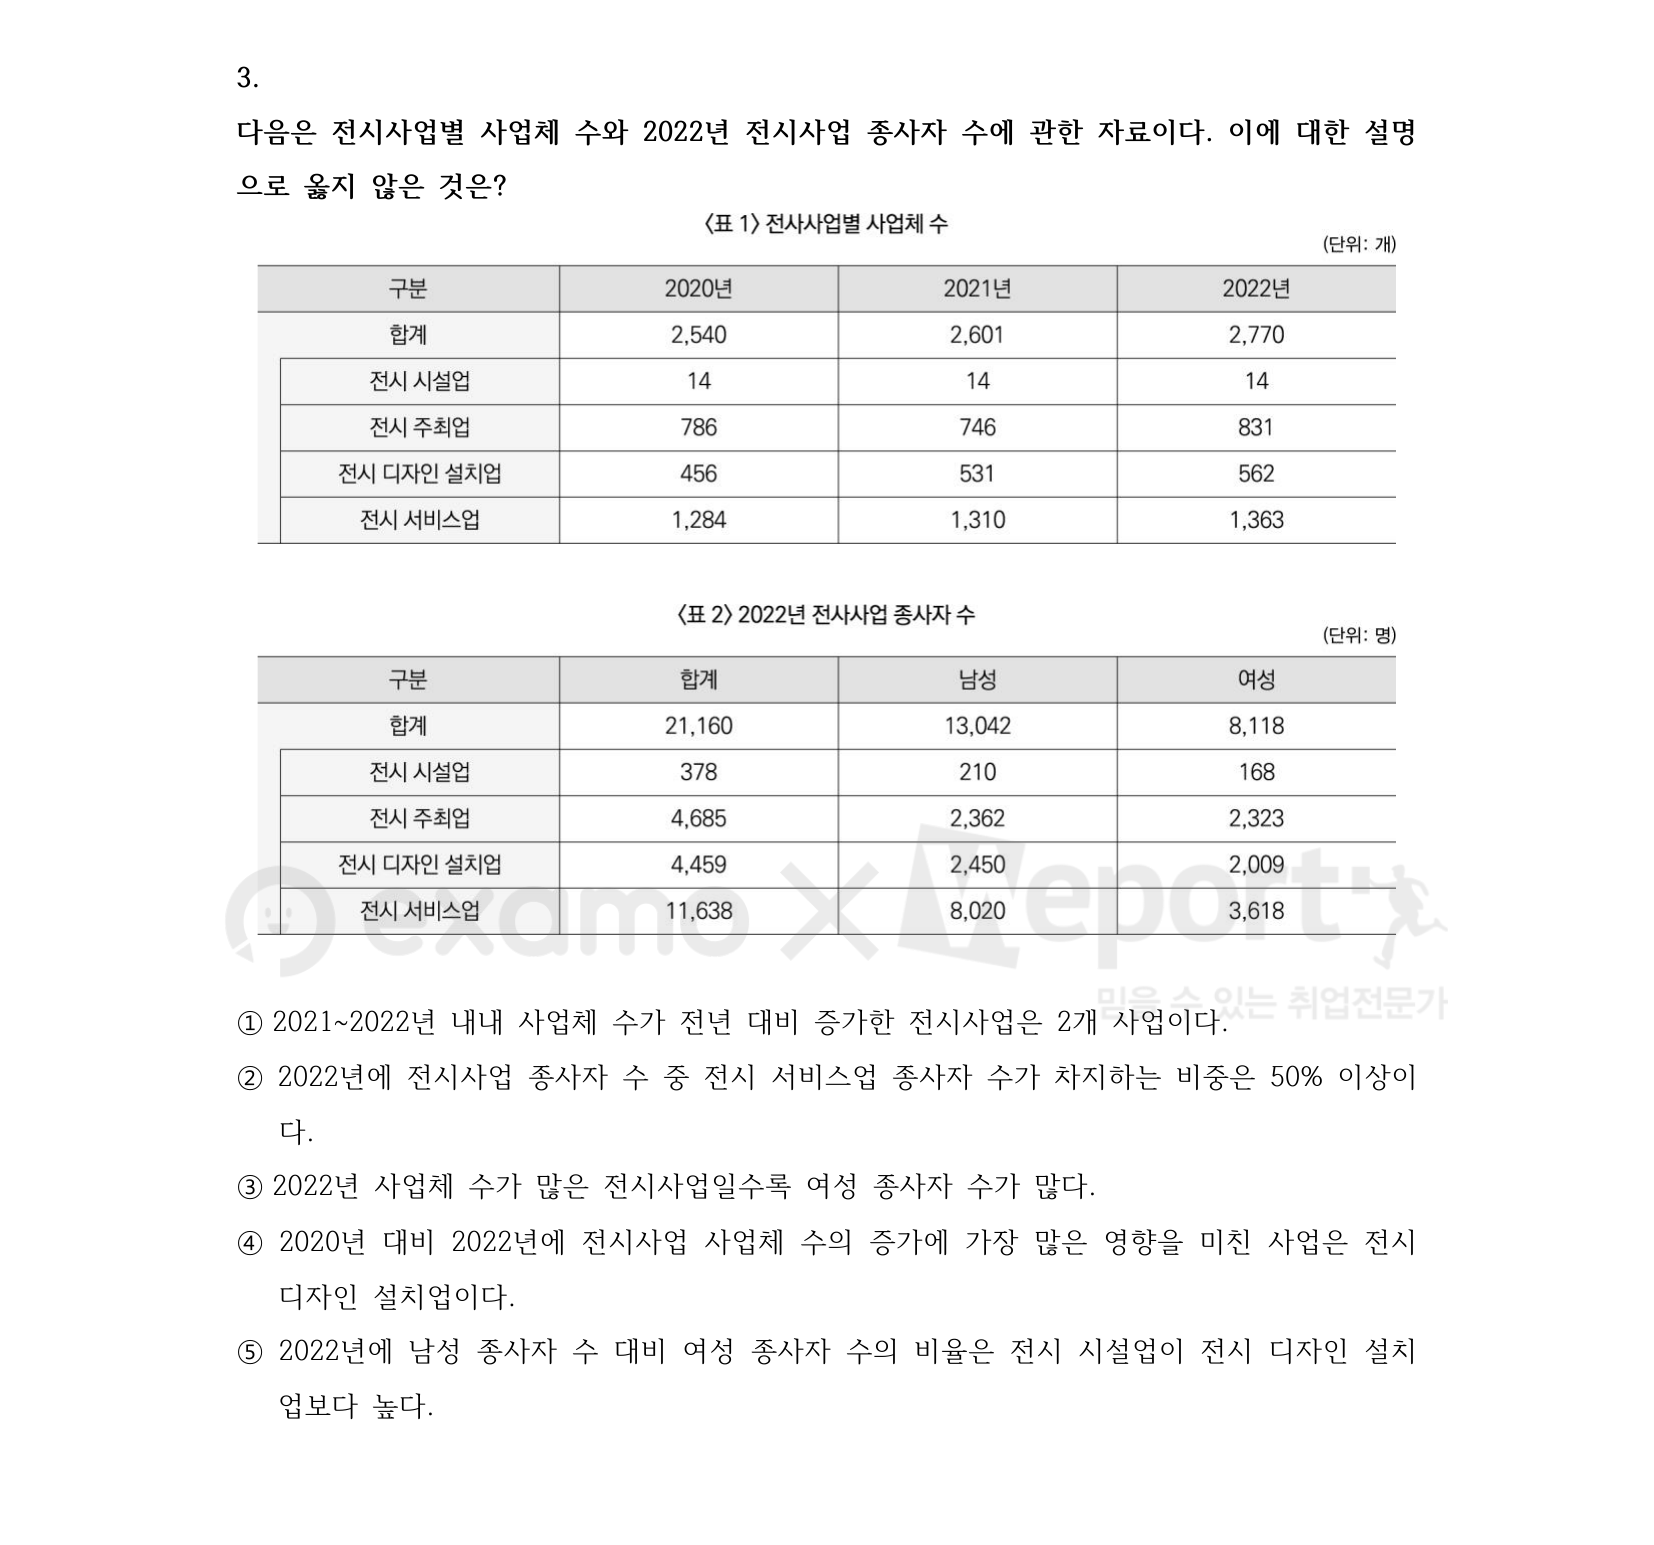 3.
다음은 전시사업별 사업체 수와 2022년 전시사업 종사자 수에 관한 자료이다. 이에 대한 설명
으로 옳지 않은 것은?
〈표 1〉 전사사업별 사업체 수
(단위: 개)
구분 2020년 2021년 2022년
합계 2,540 2,601 2,770
전시 시설업 14 14 14
전시 주최업 786 746 831
전시 디자인 설치업 456 531 562
전시 서비스업 1,284 1,310 1,363
〈표 2〉 2022년 전사사업 종사자 수
(단위: 명)
구분 합계 남성 여성
합계 21,160 13,042 8,118
전시 시설업 378 210 168
전시 주최업 4,685 2,362 2,323
전시 디자인 설치업 4,459 2,450 2,009
전시 서비스업 11,638 8,020 3,618
examo × Weport
믿을 수 있는 취업전문가
① 2021~2022년 내내 사업체 수가 전년 대비 증가한 전시사업은 2개 사업이다.
② 2022년에 전시사업 종사자 수 중 전시 서비스업 종사자 수가 차지하는 비중은 50% 이상이
다.
③ 2022년 사업체 수가 많은 전시사업일수록 여성 종사자 수가 많다.
④ 2020년 대비 2022년에 전시사업 사업체 수의 증가에 가장 많은 영향을 미친 사업은 전시
디자인 설치업이다.
⑤ 2022년에 남성 종사자 수 대비 여성 종사자 수의 비율은 전시 시설업이 전시 디자인 설치
업보다 높다.